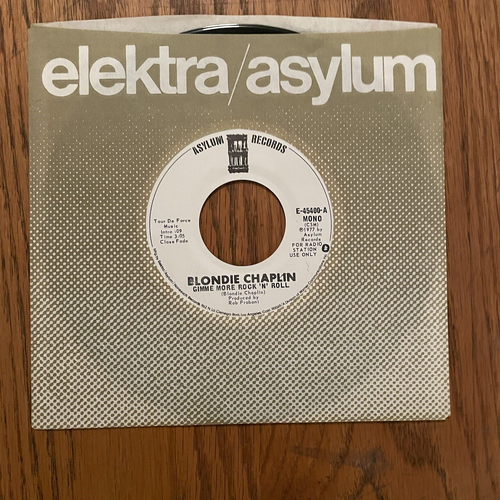 elektra/asylum
ASYLUM RECORDS
Tour De Force
Music
Intro :09
Time 3:05
Close Fade
E-45400-A
MONO
(CSM)
℗1977 by
Asylum
Records
FOR RADIO
STATION
USE ONLY
BLONDIE CHAPLIN
GIMME MORE ROCK 'N' ROLL
(Blondie Chaplin)
Produced by
Rob Fraboni